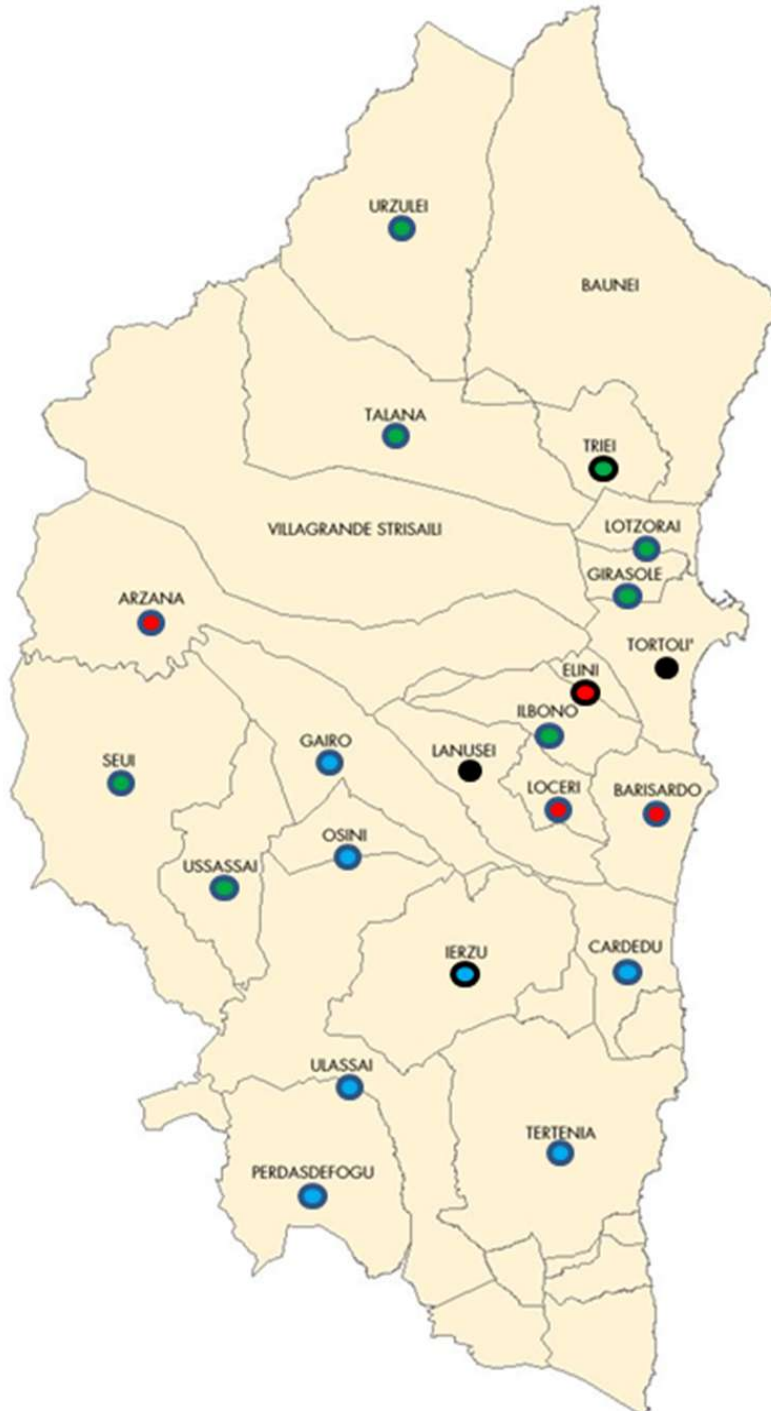 URZULEI
BAUNEI
TALANA
TRIEI
LOTZORAI
VILLAGRANDE STRISAILI
GIRASOLE
ARZANA
TORTOLI'
ELINI
ILBONO
GAIRO
LANUSEI
SEUI
LOCERI
BARISARDO
OSINI
USSASSAI
IERZU
CARDEDU
ULASSAI
TERTENIA
PERDASDEFOGU